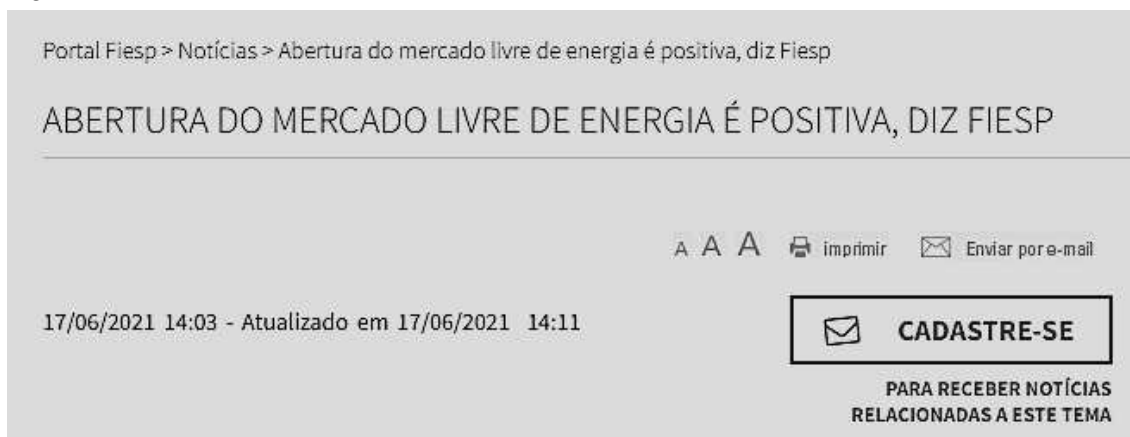 Portal Fiesp > Notícias > Abertura do mercado livre de energia é positiva, diz Fiesp
ABERTURA DO MERCADO LIVRE DE ENERGIA É POSITIVA, DIZ FIESP
A A A imprimir Enviar por e-mail
17/06/2021 14:03 - Atualizado em 17/06/2021 14:11
CADASTRE-SE
PARA RECEBER NOTÍCIAS
RELACIONADAS A ESTE TEMA